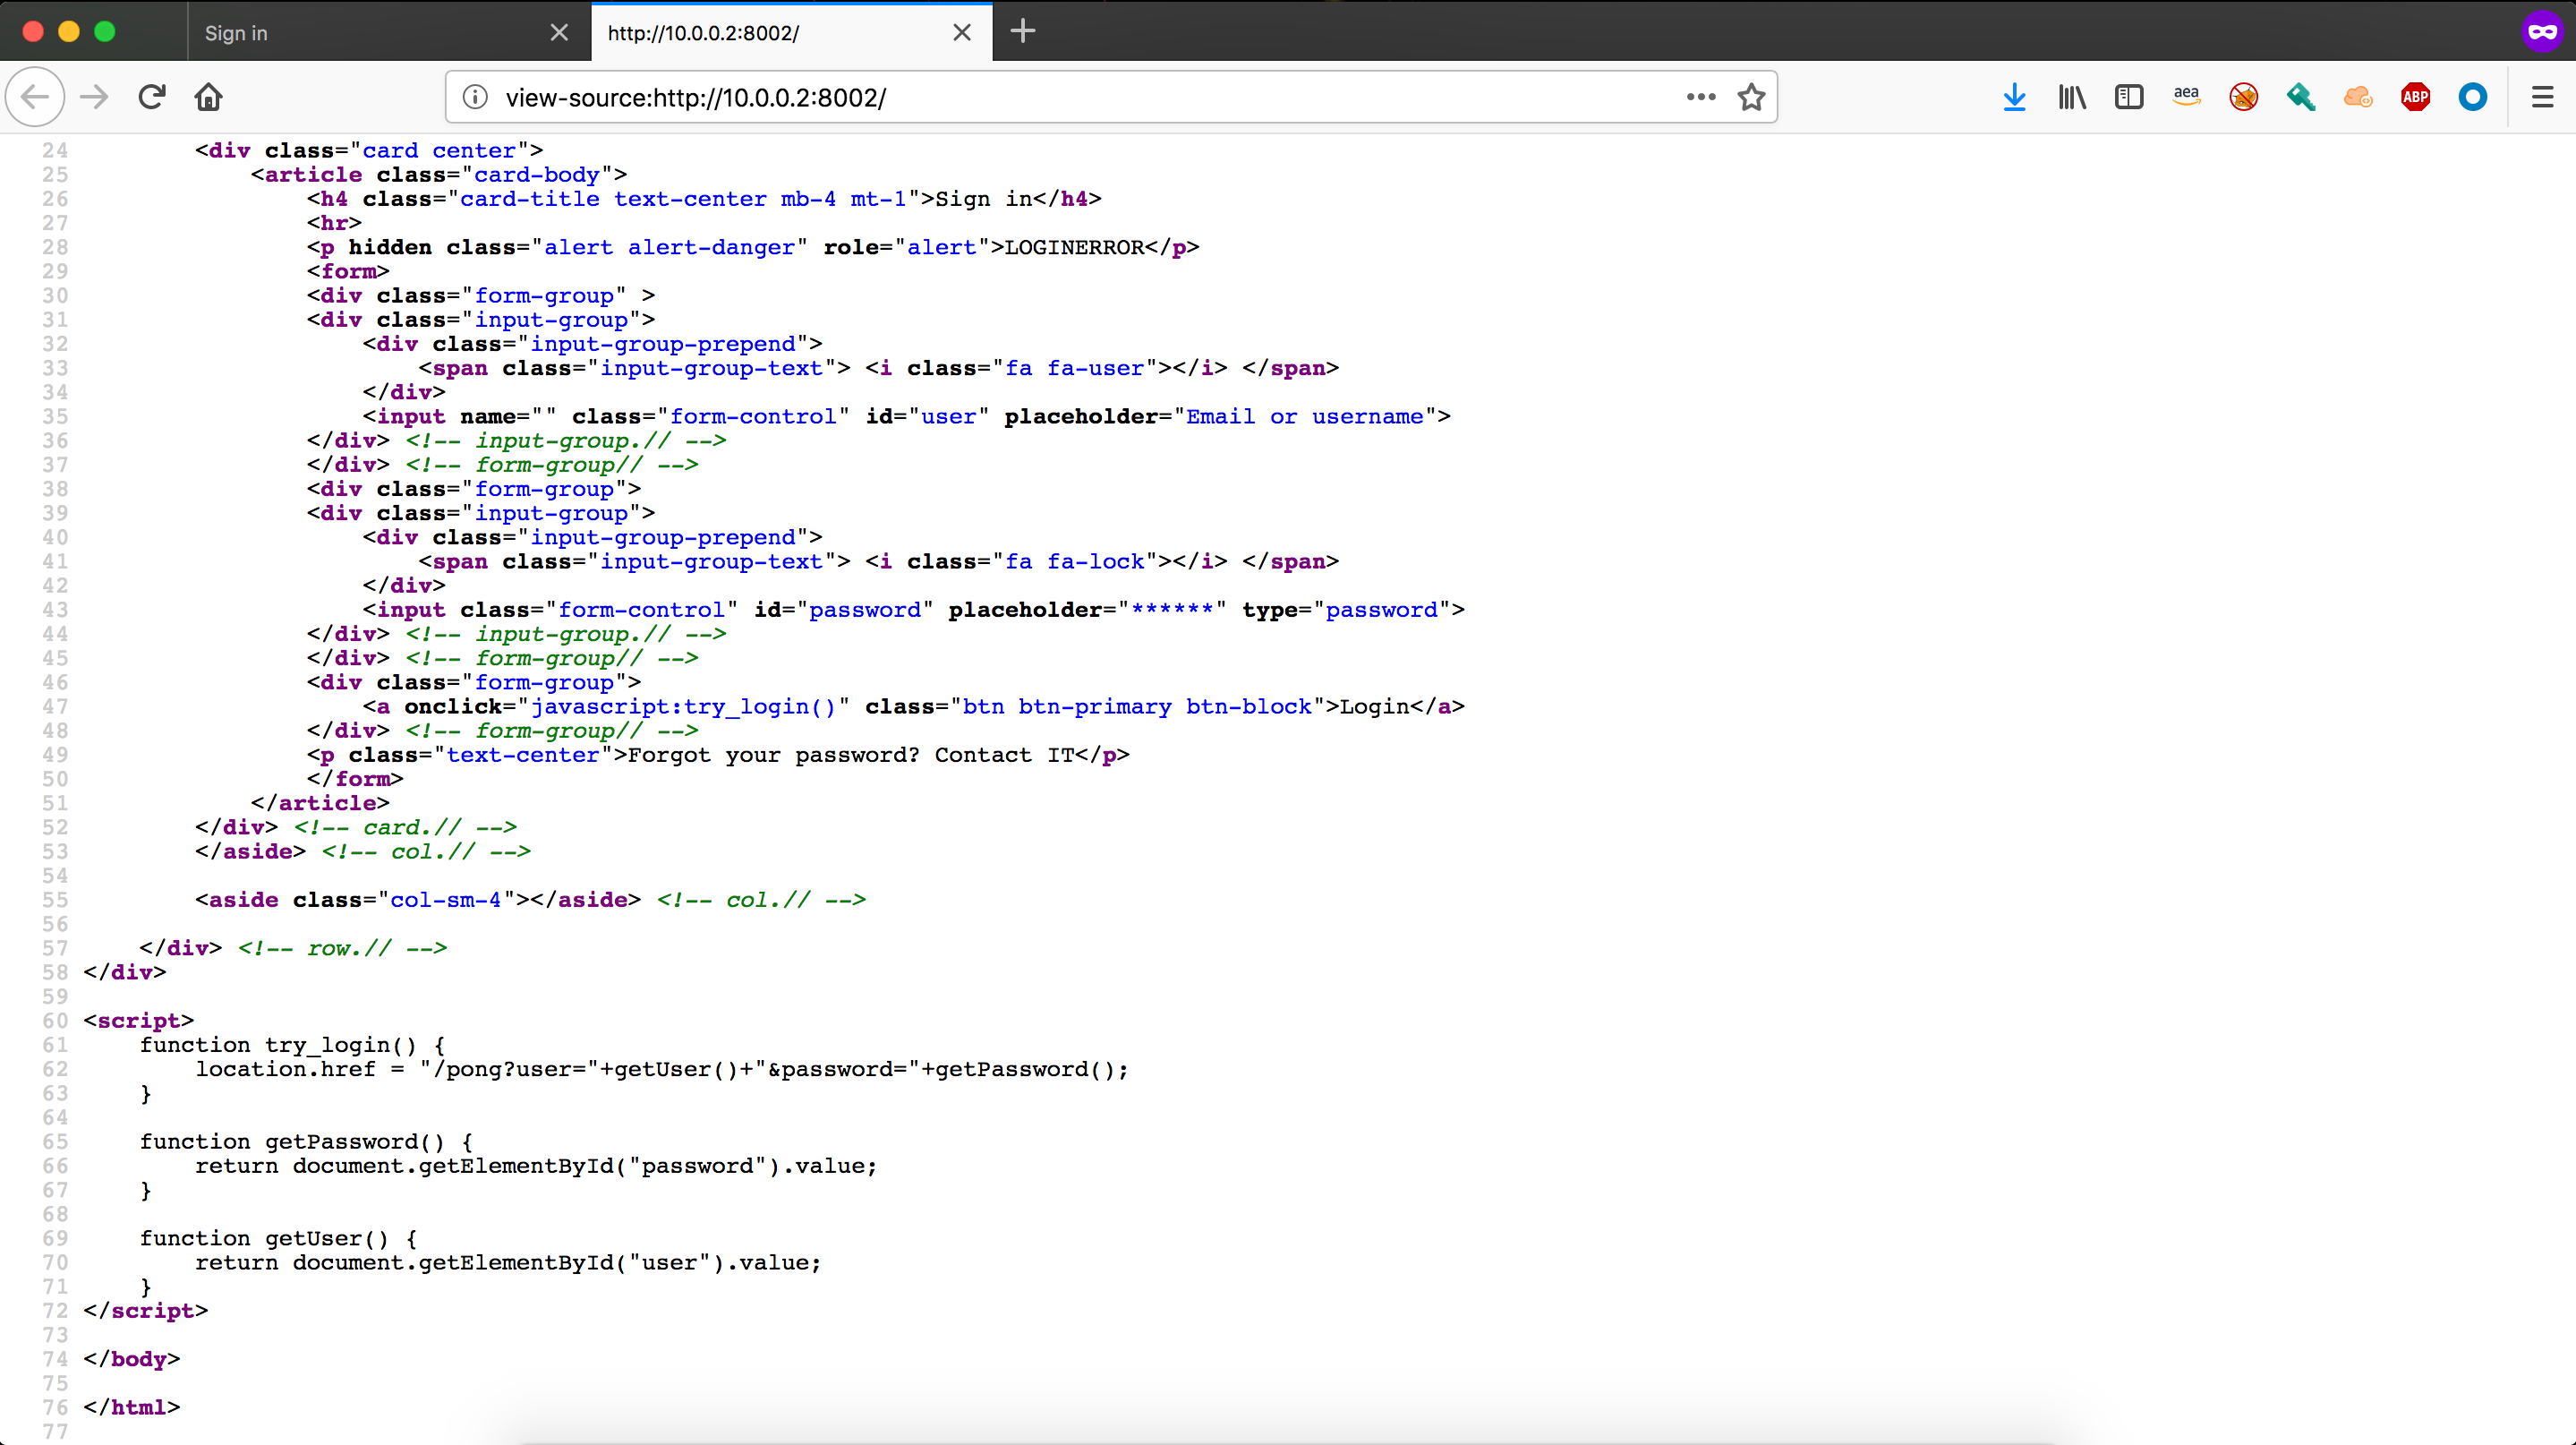 Sign in
http://10.0.0.2:8002/
view-source:http://10.0.0.2:8002/
aea
ABP
24         <div class="card center">
25             <article class="card-body">
26                 <h4 class="card-title text-center mb-4 mt-1">Sign in</h4>
27                 <hr>
28                 <p hidden class="alert alert-danger" role="alert">LOGINERROR</p>
29                 <form>
30                 <div class="form-group" >
31                 <div class="input-group">
32                     <div class="input-group-prepend">
33                         <span class="input-group-text"> <i class="fa fa-user"></i> </span>
34                     </div>
35                     <input name="" class="form-control" id="user" placeholder="Email or username">
36                 </div> <!-- input-group.// -->
37                 </div> <!-- form-group// -->
38                 <div class="form-group">
39                 <div class="input-group">
40                     <div class="input-group-prepend">
41                         <span class="input-group-text"> <i class="fa fa-lock"></i> </span>
42                     </div>
43                     <input class="form-control" id="password" placeholder="******" type="password">
44                 </div> <!-- input-group.// -->
45                 </div> <!-- form-group// -->
46                 <div class="form-group">
47                     <a onclick="javascript:try_login()" class="btn btn-primary btn-block">Login</a>
48                 </div> <!-- form-group// -->
49                 <p class="text-center">Forgot your password? Contact IT</p>
50                 </form>
51             </article>
52         </div> <!-- card.// -->
53         </aside> <!-- col.// -->
54
55         <aside class="col-sm-4"></aside> <!-- col.// -->
56
57     </div> <!-- row.// -->
58 </div>
59
60 <script>
61     function try_login() {
62         location.href = "/pong?user="+getUser()+"&password="+getPassword();
63     }
64
65     function getPassword() {
66         return document.getElementById("password").value;
67     }
68
69     function getUser() {
70         return document.getElementById("user").value;
71     }
72 </script>
73
74 </body>
75
76 </html>
77